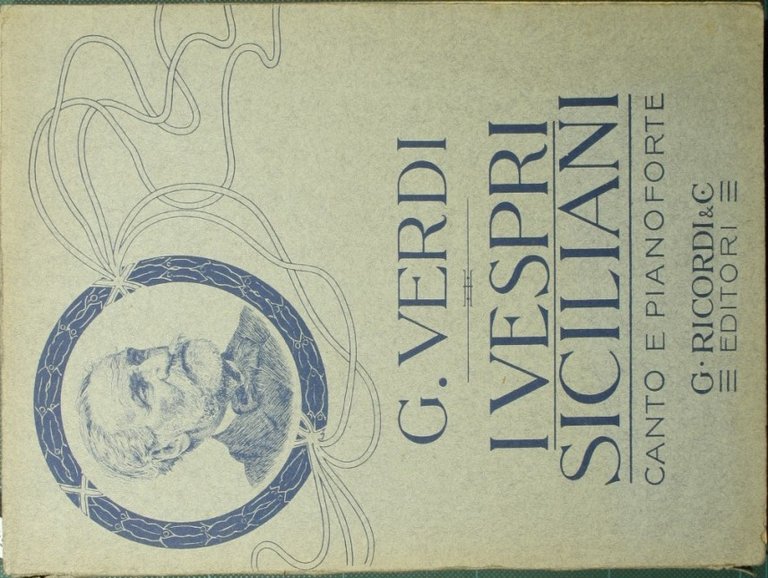 G. VERDI
I VESPRI
SICILIANI
CANTO E PIANOFORTE
G. RICORDI & C.
EDITORI